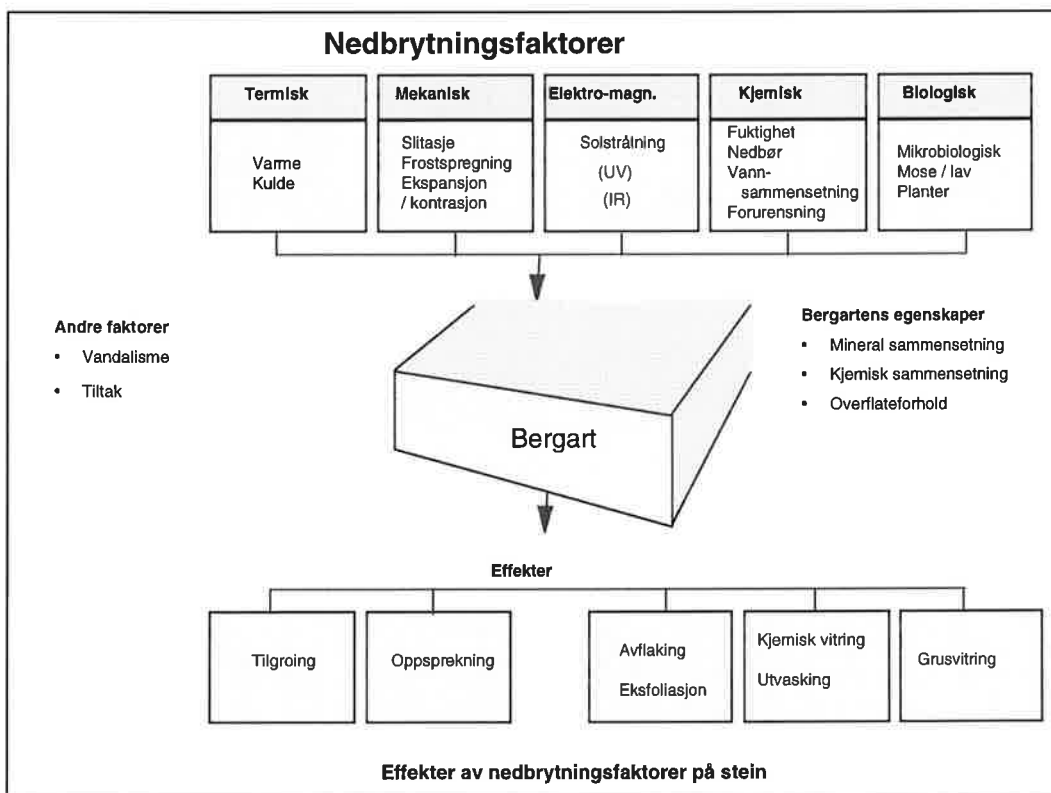 Nedbrytningsfaktorer
Termisk
Varme
Kulde
Mekanisk
Slitasje
Frostspregning
Ekspansjon
/ kontrasjon
Elektro-magn.
Solstrålning
(UV)
(IR)
Kjemisk
Fuktighet
Nedbør
Vann-
sammensetning
Forurensning
Biologisk
Mikrobiologisk
Mose / lav
Planter
Andre faktorer
• Vandalisme
• Tiltak
Bergartens egenskaper
• Mineral sammensetning
• Kjemisk sammensetning
• Overflateforhold
Bergart
Effekter
Tilgroing
Oppsprekning
Avflaking
Eksfoliasjon
Kjemisk vitring
Utvasking
Grusvitring
Effekter av nedbrytningsfaktorer på stein